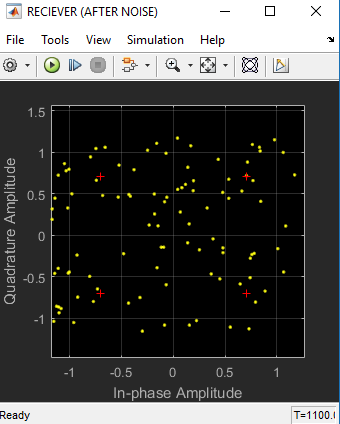 RECIEVER (AFTER NOISE)
File Tools View Simulation Help
1.5
1
0.5
0
-0.5
-1
Quadrature Amplitude
-1 -0.5 0 0.5 1
In-phase Amplitude
Ready T=1100.